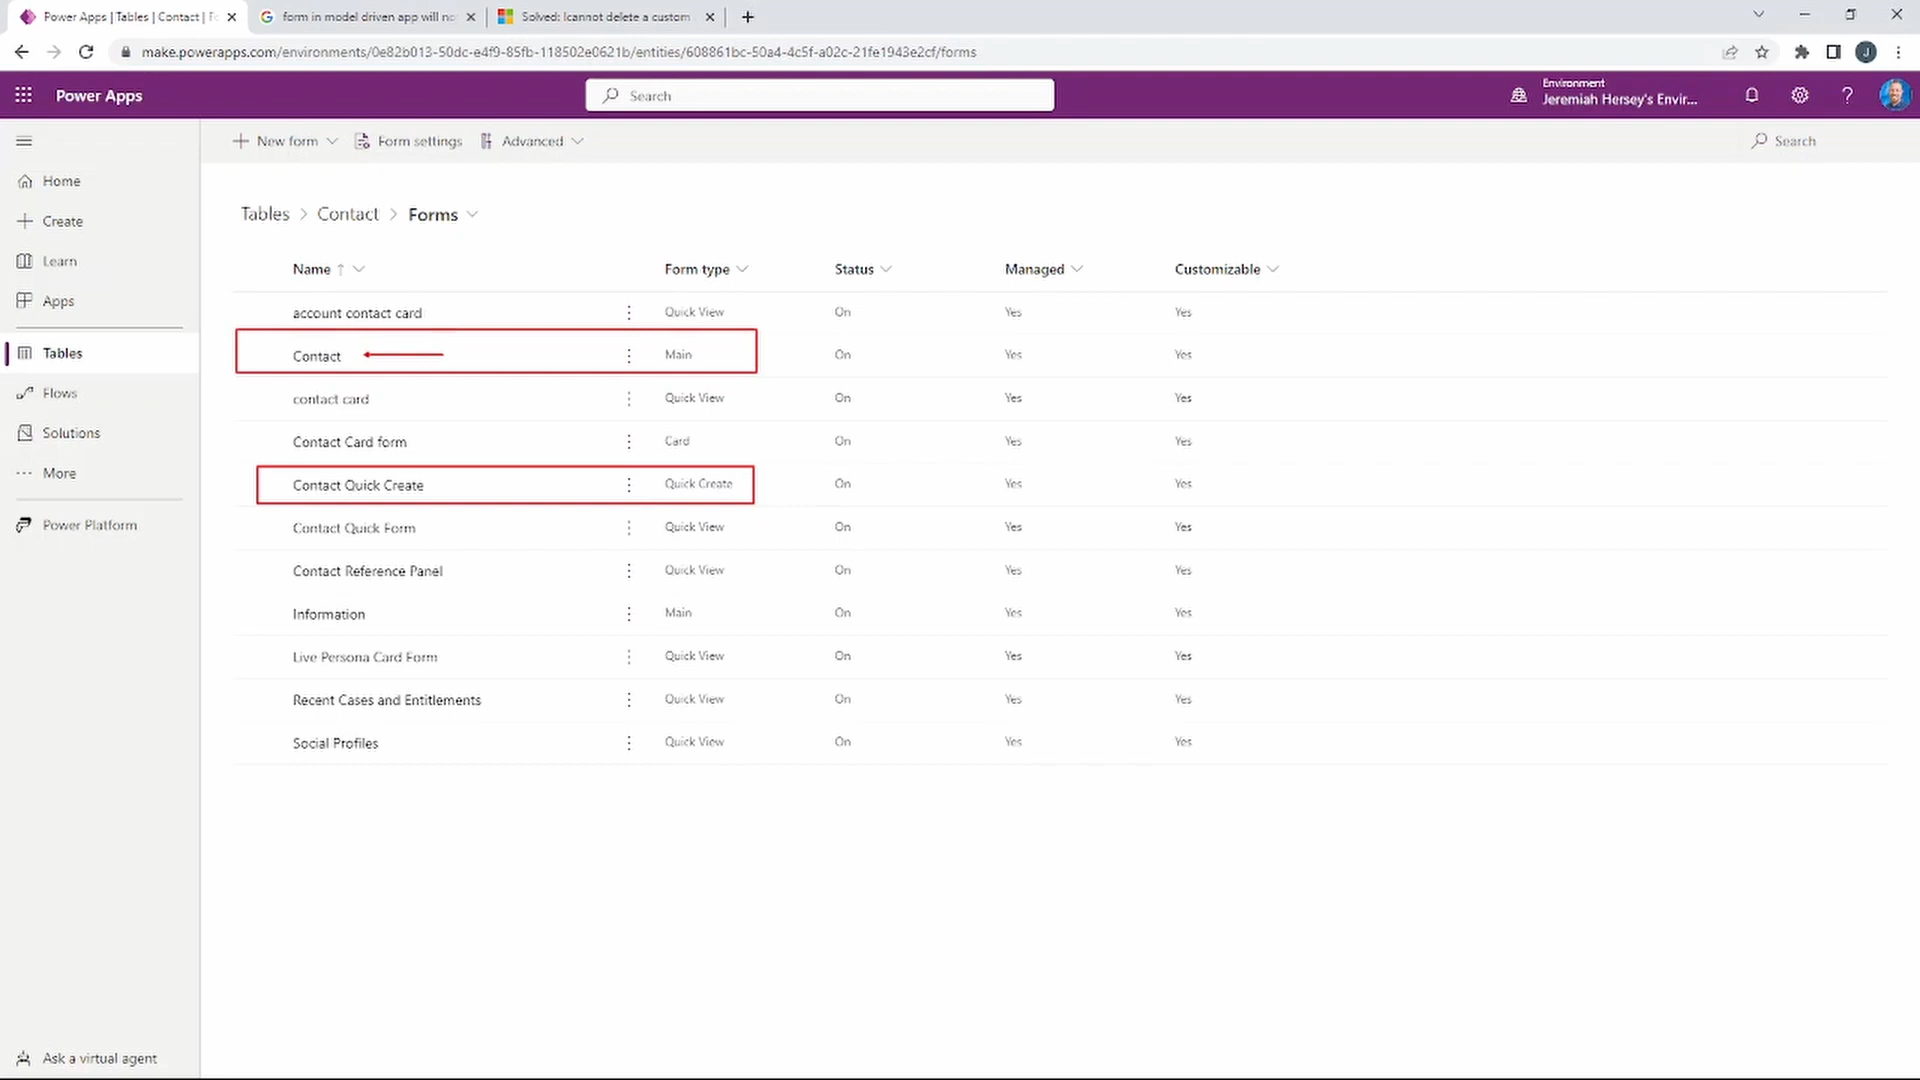 Power Apps | Tables | Contact | Fo
form in model driven app will no
Solved: Icannot delete a custom
make.powerapps.com/environments/0e82b013-50dc-e4f9-85fb-118502e0621b/entities/608861bc-50a4-4c5f-a02c-21fe1943e2cf/forms
J
Power Apps
Search
Environment
Jeremiah Hersey's Envir...
?
New form
Form settings
Advanced
Search
Home
Create
Learn
Apps
Tables
Flows
Solutions
More
Power Platform
Ask a virtual agent
Tables > Contact > Forms
Name ↑ Form type Status Managed Customizable
account contact card Quick View On Yes Yes
Contact Main On Yes Yes
contact card Quick View On Yes Yes
Contact Card form Card On Yes Yes
Contact Quick Create Quick Create On Yes Yes
Contact Quick Form Quick View On Yes Yes
Contact Reference Panel Quick View On Yes Yes
Information Main On Yes Yes
Live Persona Card Form Quick View On Yes Yes
Recent Cases and Entitlements Quick View On Yes Yes
Social Profiles Quick View On Yes Yes